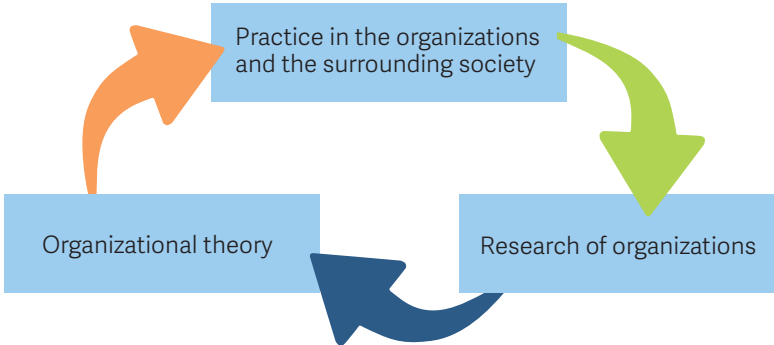 Practice in the organizations
and the surrounding society
Organizational theory
Research of organizations